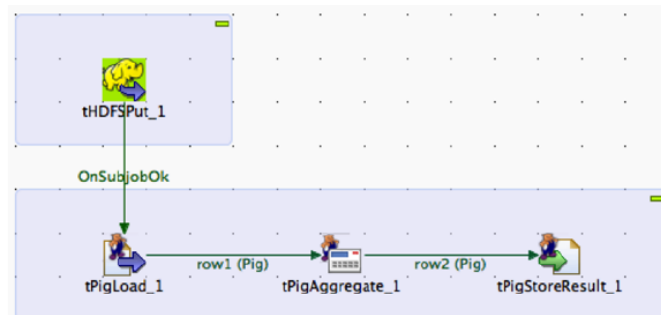 tHDFSPut_1
OnSubjobOk
row1 (Pig)
row2 (Pig)
tPigLoad_1
tPigAggregate_1
tPigStoreResult_1